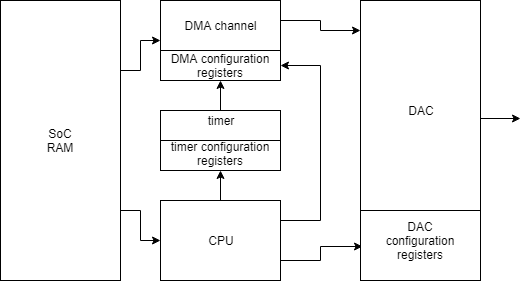 SoC
RAM
DMA channel
DMA configuration
registers
timer
timer configuration
registers
CPU
DAC
DAC
configuration
registers